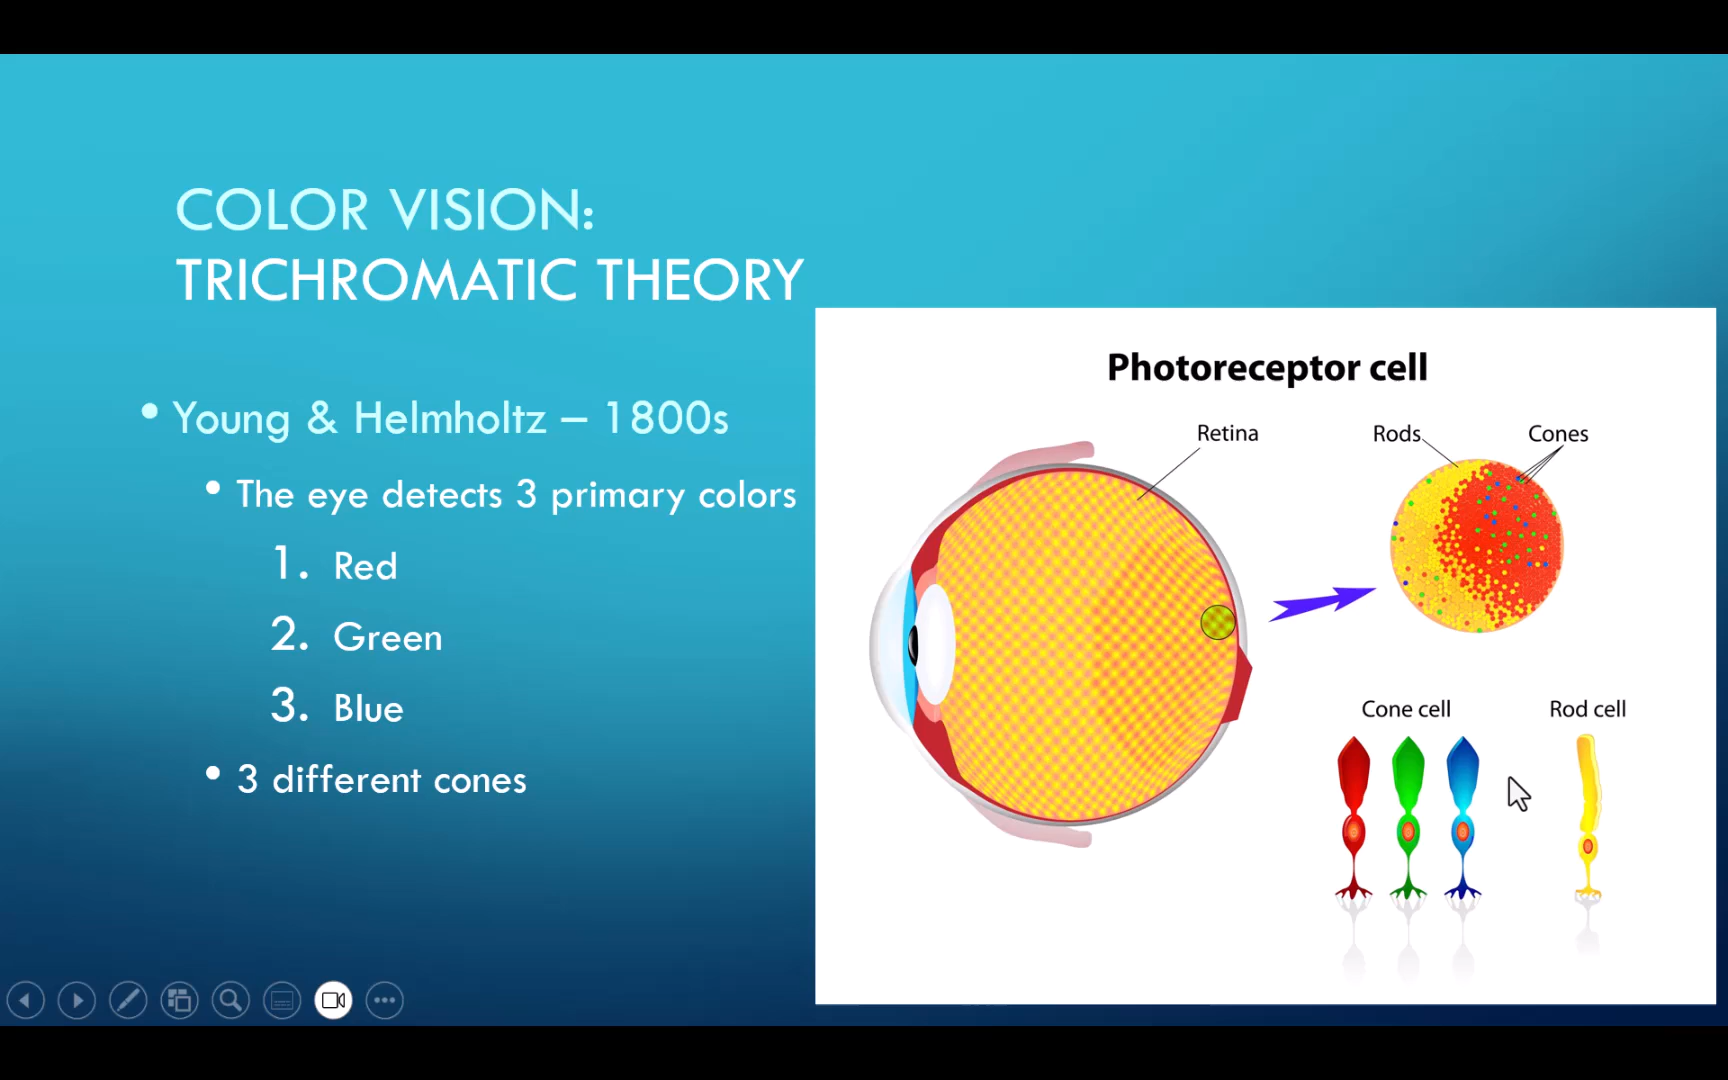 COLOR VISION:
TRICHROMATIC THEORY
• Young & Helmholtz – 1800s
• The eye detects 3 primary colors
1. Red
2. Green
3. Blue
• 3 different cones
Photoreceptor cell
Retina
Rods
Cones
Cone cell
Rod cell